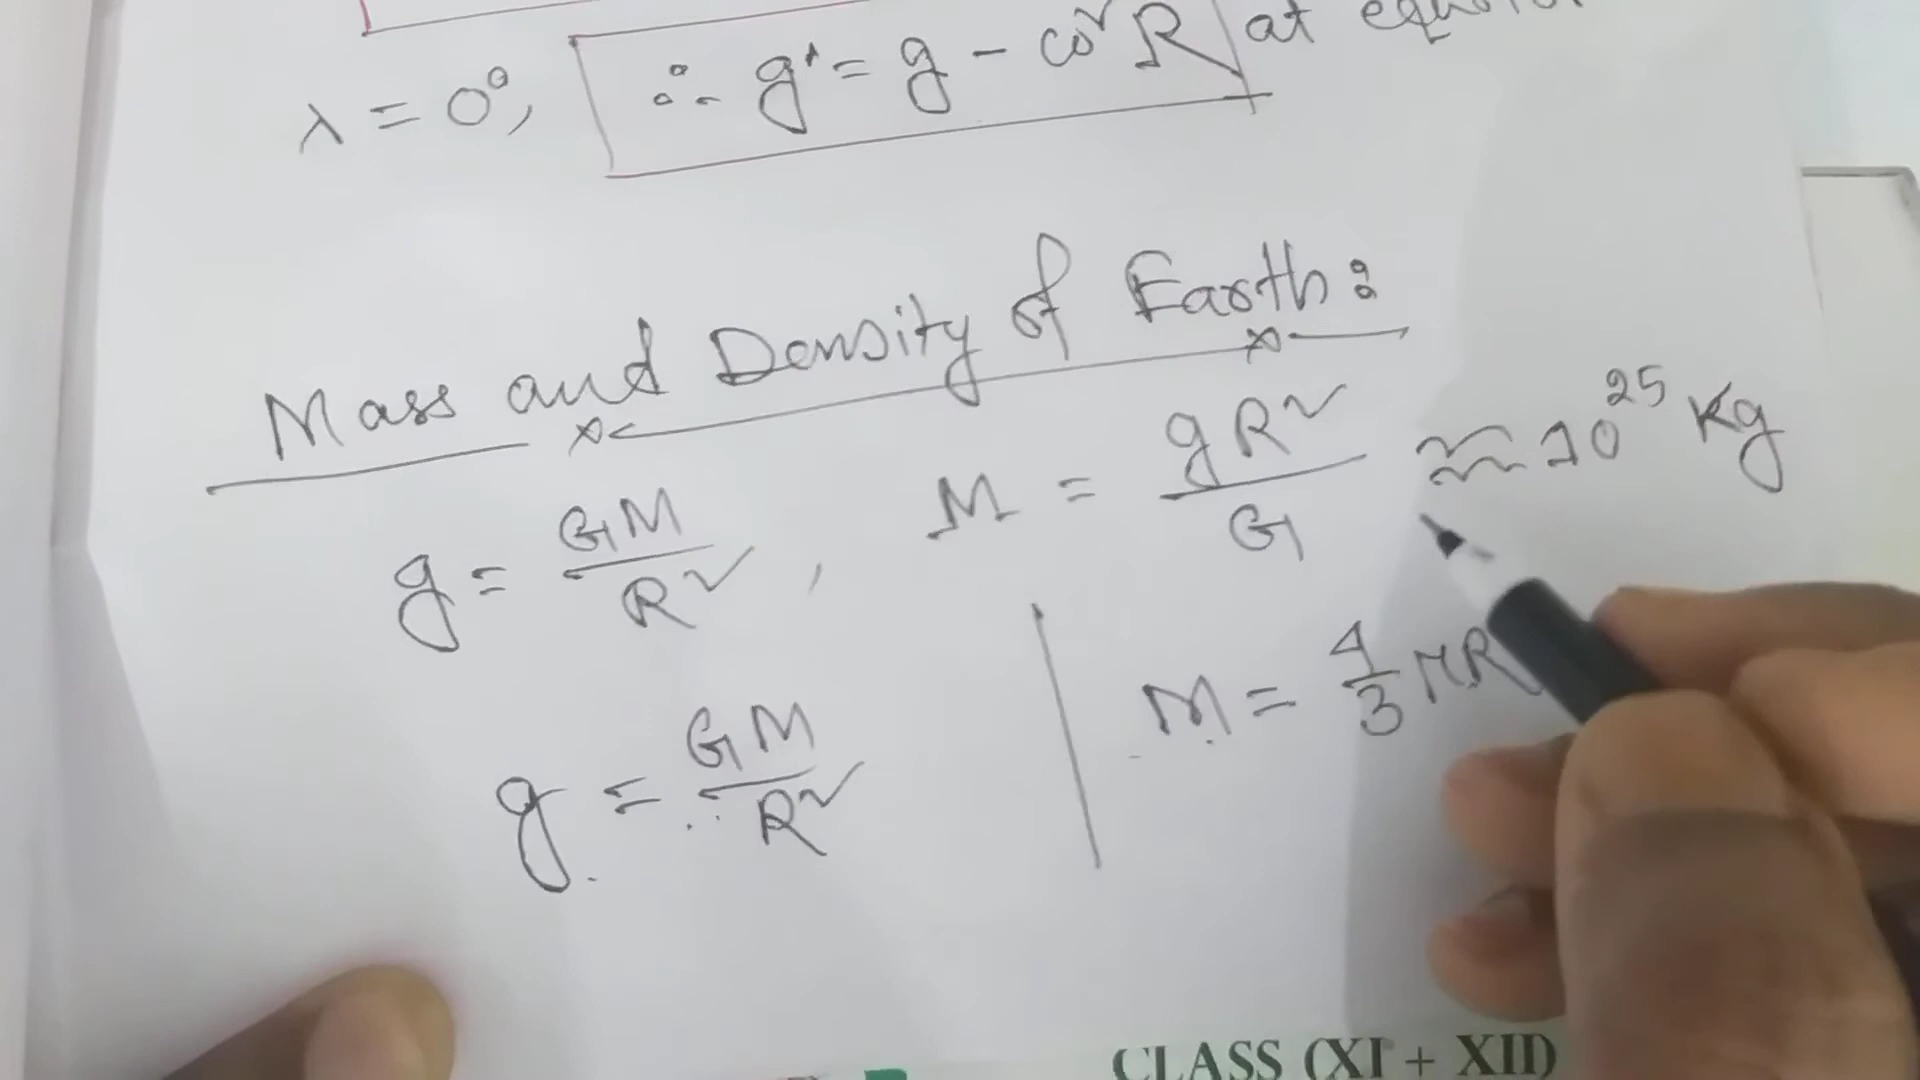 λ = 0°, ∴ g' = g - ω²R at
Mass and Density of Earth:
g = GM/R², M = gR²/G ≈ 10²⁵ Kg
g = GM/R² | M = 4/3 πR
CLASS (XI + XII)